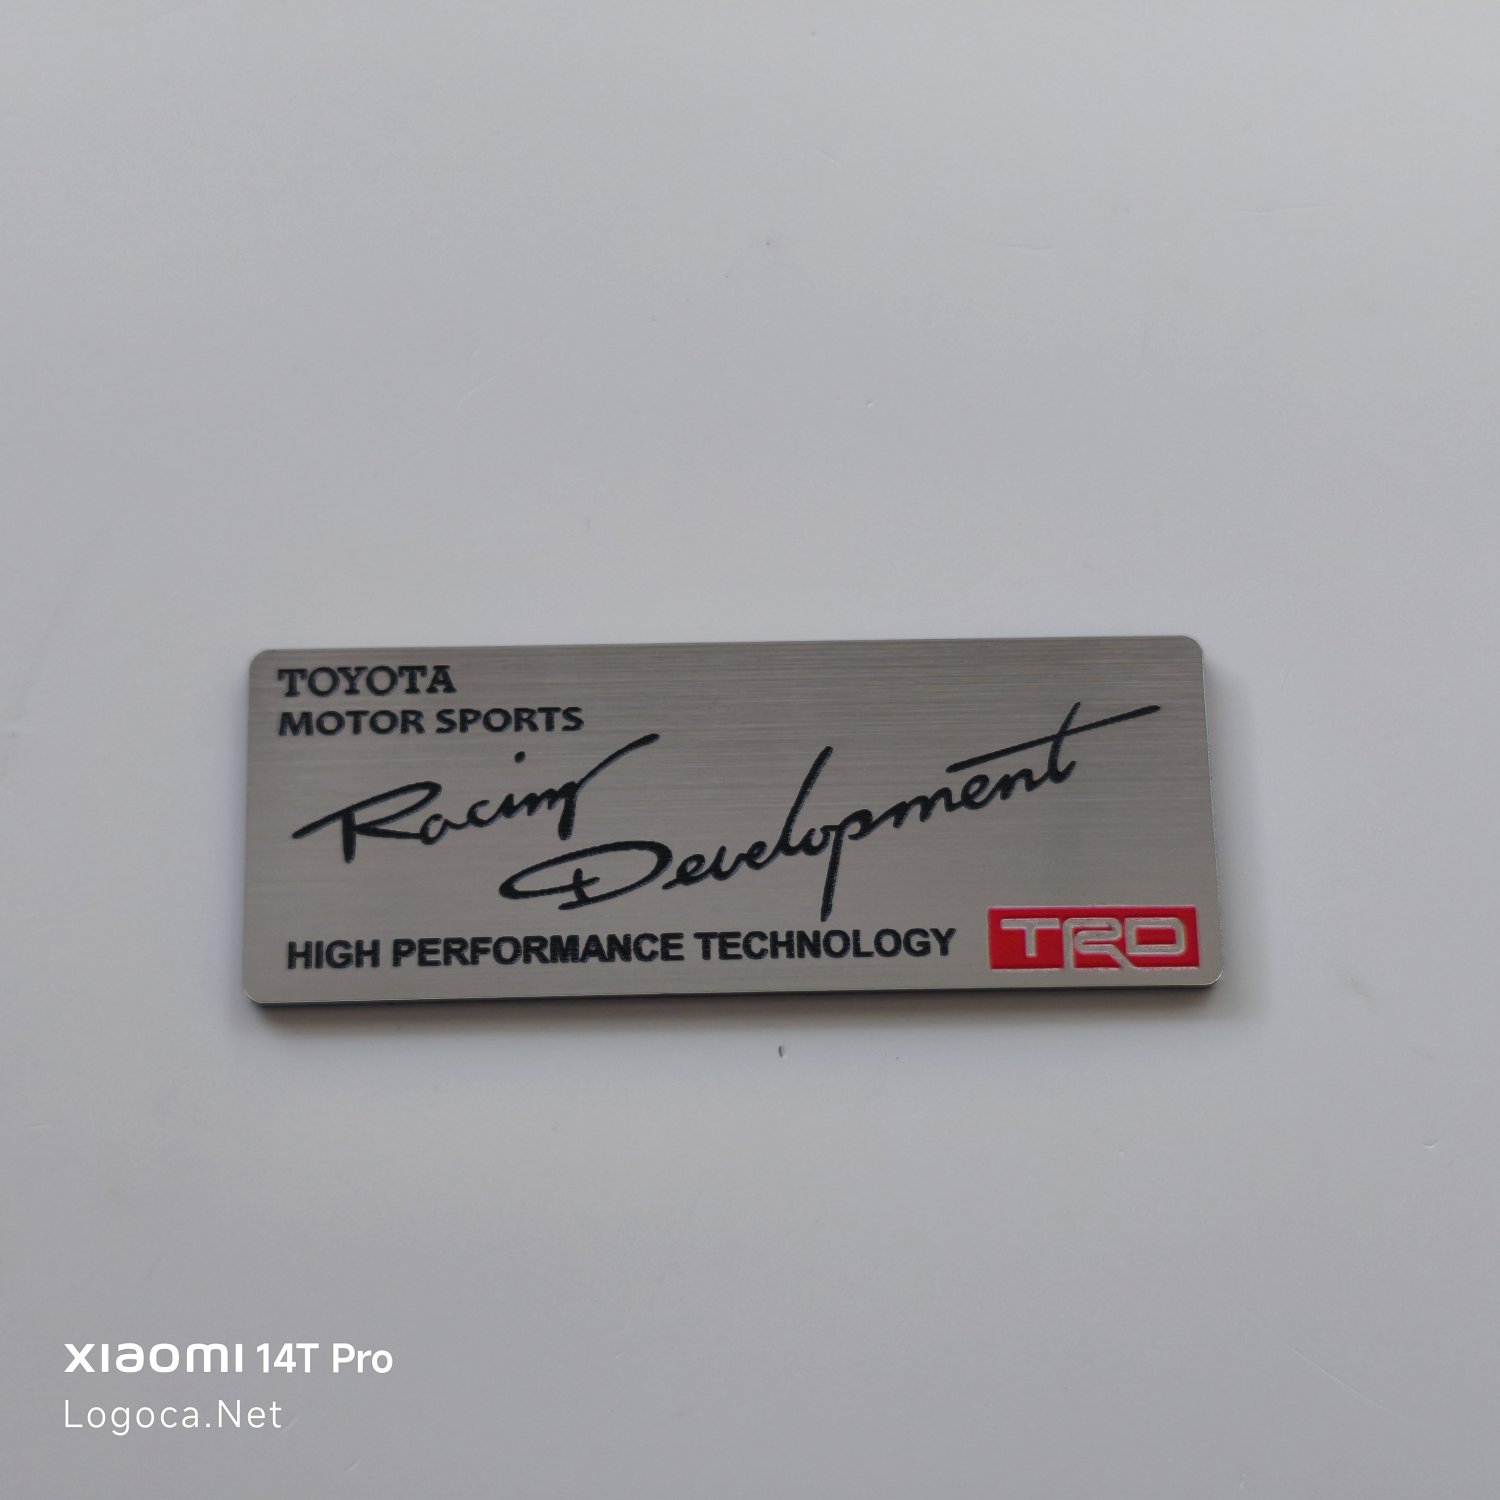 TOYOTA
MOTOR SPORTS
Racing
Development
HIGH PERFORMANCE TECHNOLOGY
TRD
xiaomi 14T Pro
Logoca.Net